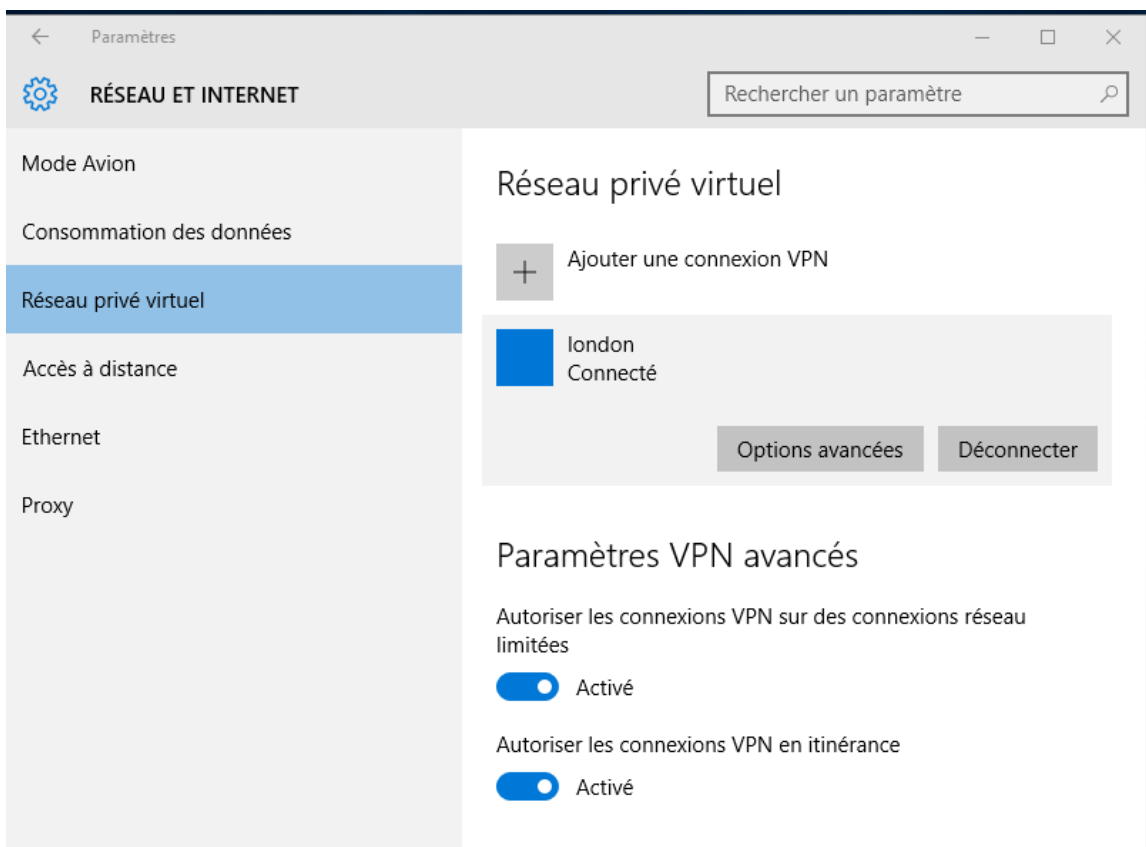 Paramètres
RÉSEAU ET INTERNET
Rechercher un paramètre
Mode Avion
Consommation des données
Réseau privé virtuel
Accès à distance
Ethernet
Proxy
Réseau privé virtuel
Ajouter une connexion VPN
london
Connecté
Options avancées
Déconnecter
Paramètres VPN avancés
Autoriser les connexions VPN sur des connexions réseau
limitées
Activé
Autoriser les connexions VPN en itinérance
Activé